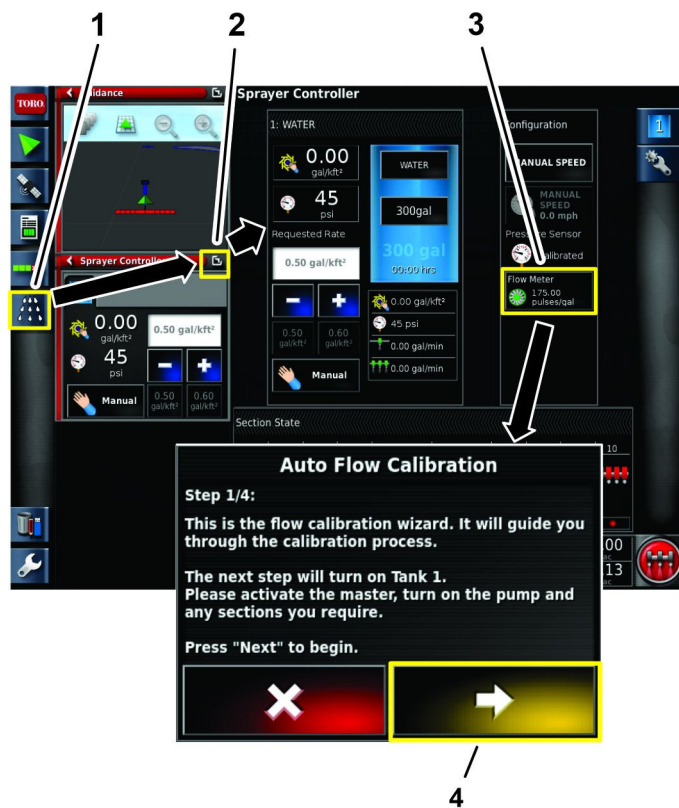 1
2
3
TORO.
Guidance
Sprayer Controller
1: WATER
0.00
gal/kft²
45
psi
Requested Rate
0.50 gal/kft²
0.50
gal/kft²
0.60
gal/kft²
Manual
WATER
300gal
300 gal
00:00 hrs
0.00 gal/kft²
45 psi
0.00 gal/min
0.00 gal/min
Configuration
MANUAL SPEED
MANUAL
SPEED
0.0 mph
Pressure Sensor
Calibrated
Flow Meter
175.00
pulses/gal
1
Sprayer Controller
0.00
gal/kft²
0.50 gal/kft²
45
psi
Manual
0.50
gal/kft²
0.60
gal/kft²
Section State
10
.00
ac
13
ac
Auto Flow Calibration
Step 1/4:
This is the flow calibration wizard. It will guide you
through the calibration process.
The next step will turn on Tank 1.
Please activate the master, turn on the pump and
any sections you require.
Press "Next" to begin.
4